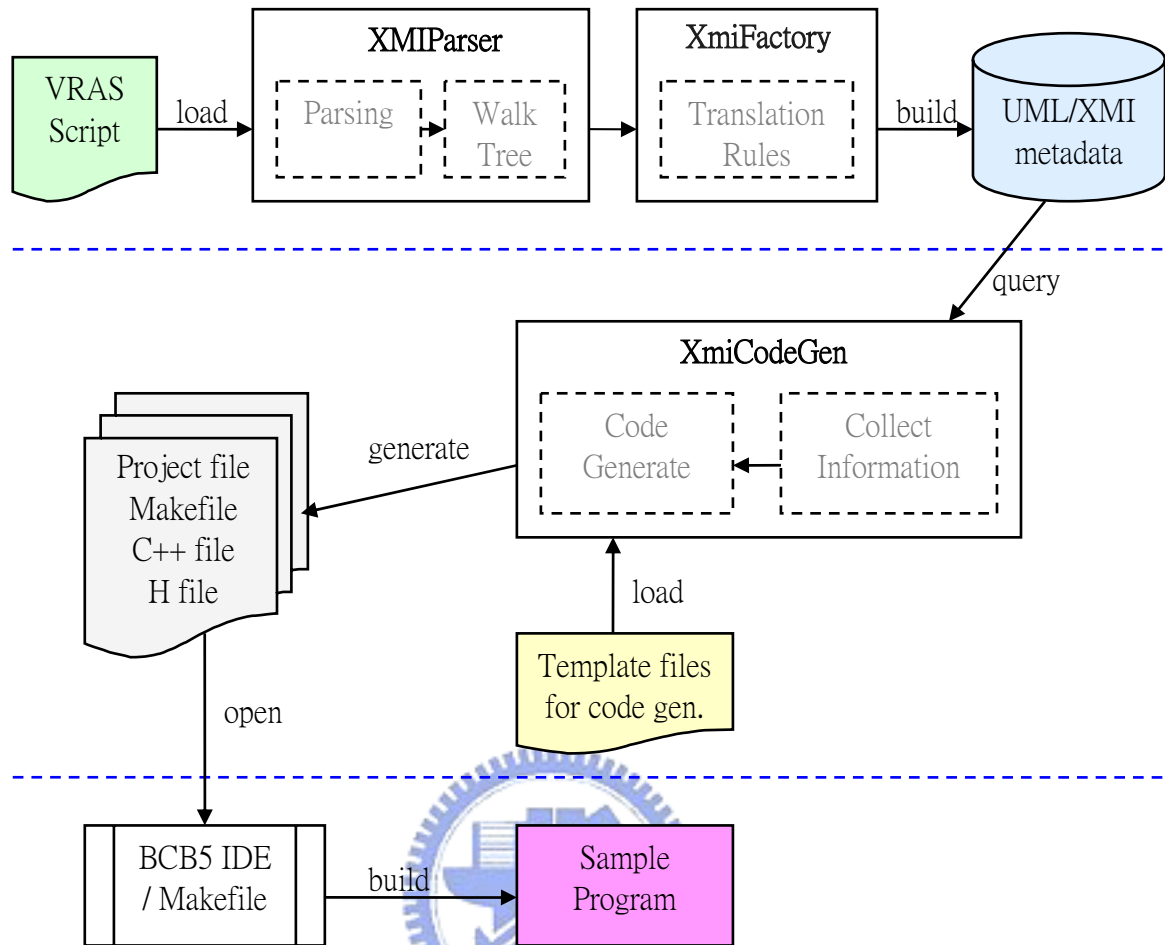 XMIParser
XmiFactory
VRAS
Script
load
Parsing
Walk
Tree
Translation
Rules
build
UML/XMI
metadata
query
XmiCodeGen
Code
Generate
Collect
Information
generate
Project file
Makefile
C++ file
H file
load
Template files
for code gen.
open
BCB5 IDE
/ Makefile
build
Sample
Program